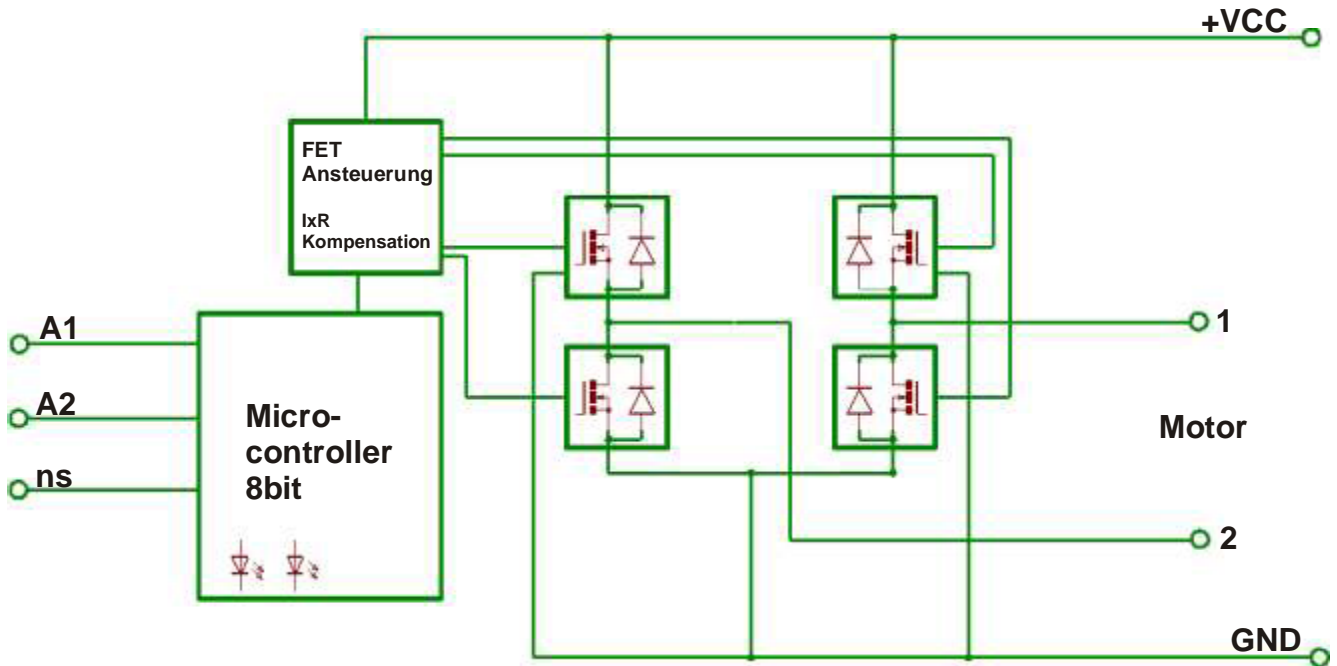 +VCC
FET
Ansteuerung
IxR
Kompensation
A1
A2
ns
Micro-
controller
8bit
1
Motor
2
GND